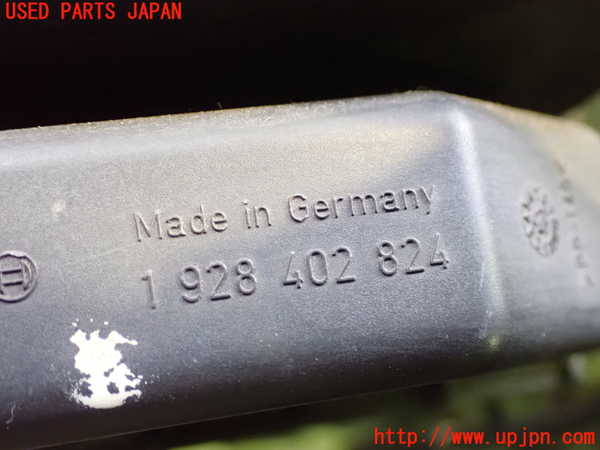 USED PARTS JAPAN
Made in Germany
1 928 402 824
http://www.upjpn.com/